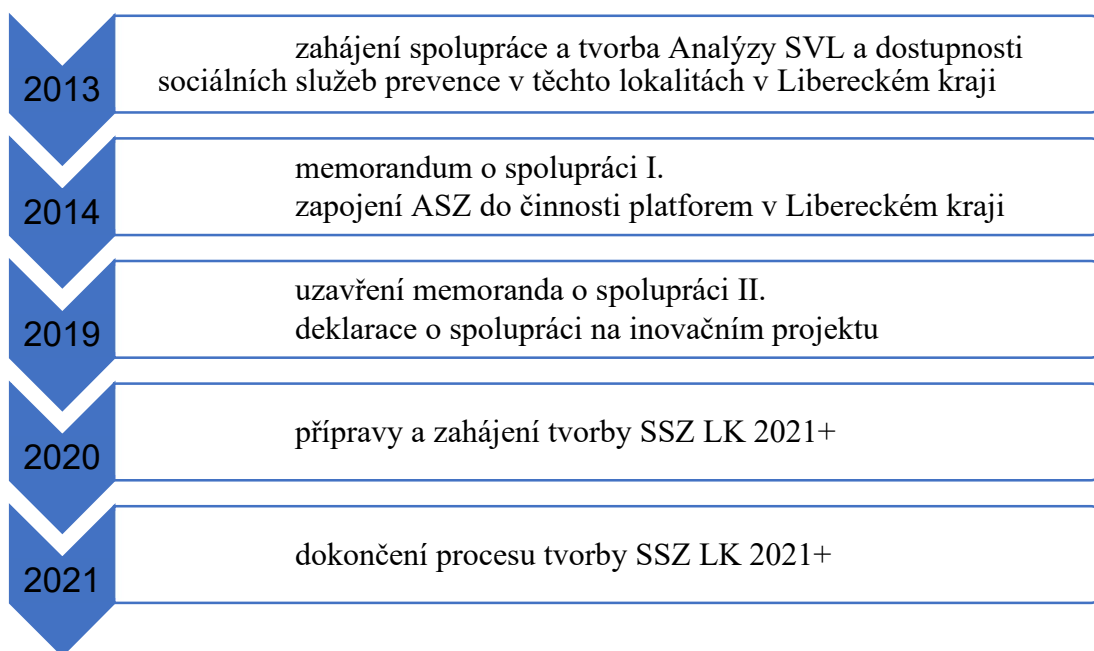 2013
zahájení spolupráce a tvorba Analýzy SVL a dostupnosti
sociálních služeb prevence v těchto lokalitách v Libereckém kraji
2014
memorandum o spolupráci I.
zapojení ASZ do činnosti platforem v Libereckém kraji
2019
uzavření memoranda o spolupráci II.
deklarace o spolupráci na inovačním projektu
2020
přípravy a zahájení tvorby SSZ LK 2021+
2021
dokončení procesu tvorby SSZ LK 2021+